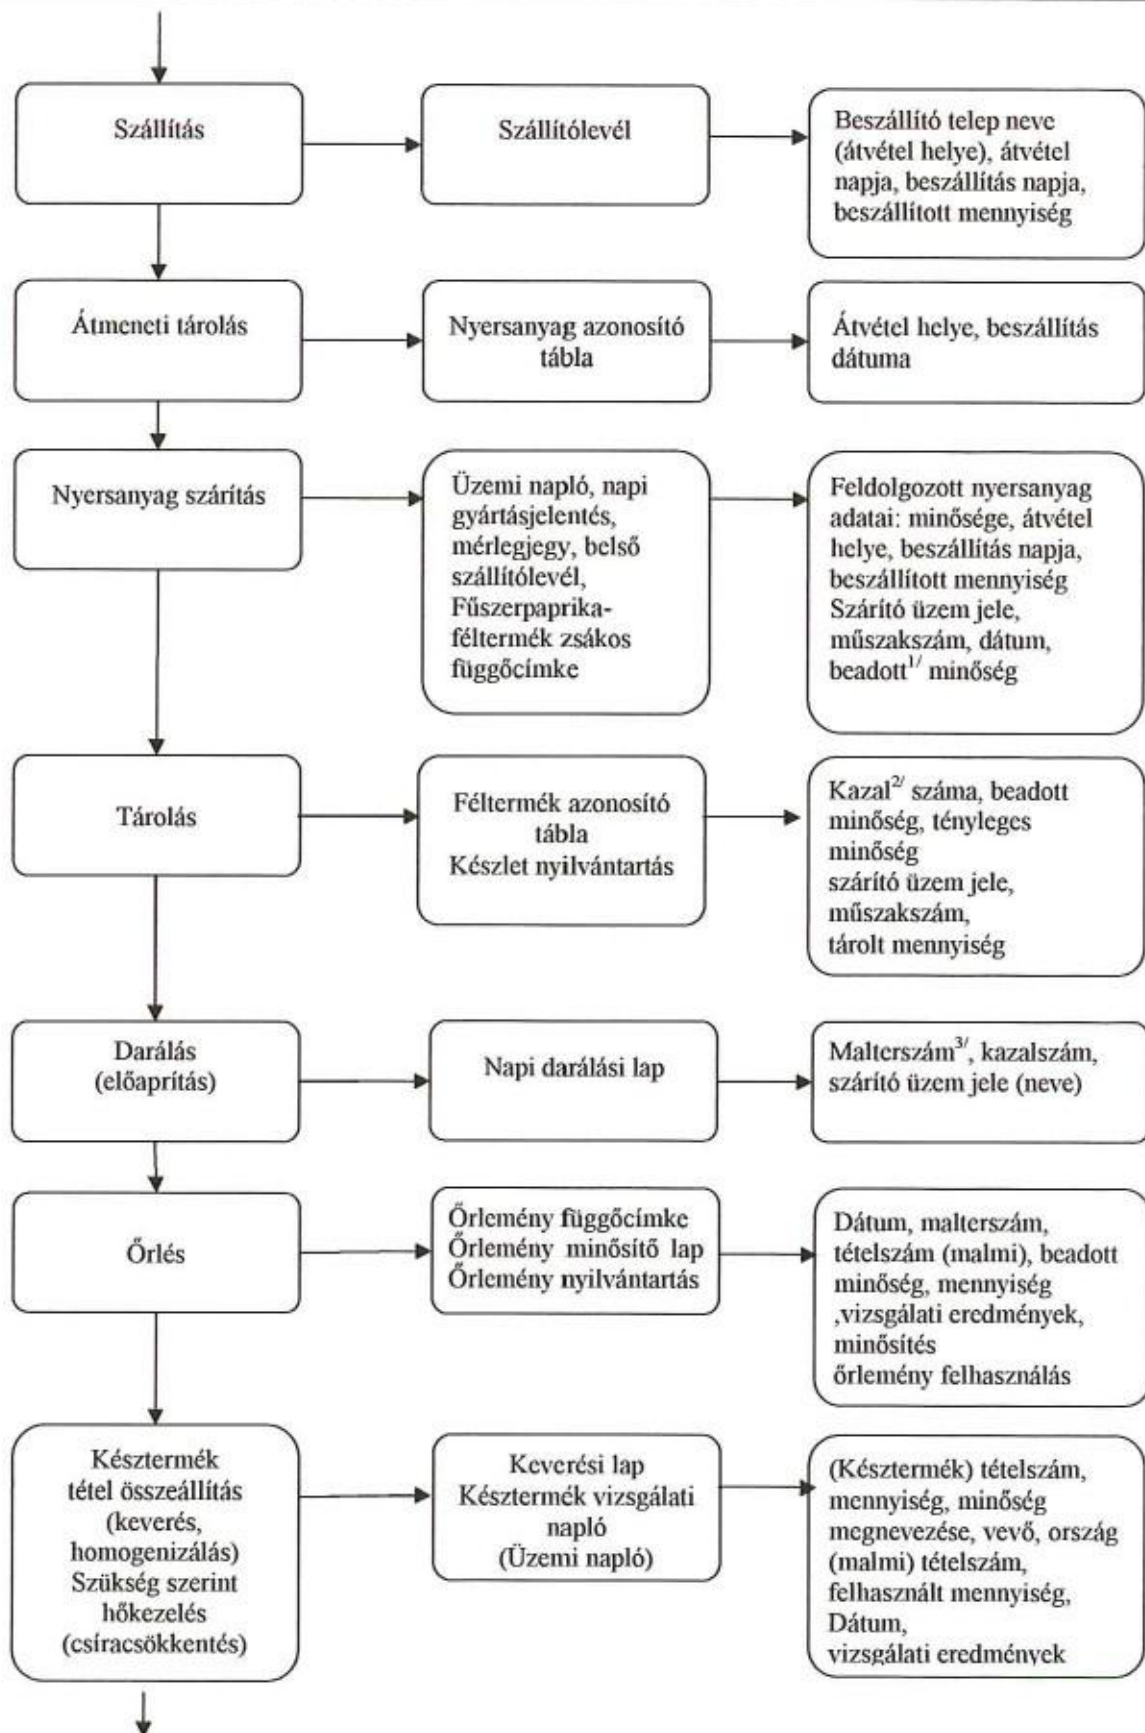 Szállítás
Szállítólevél
Beszállító telep neve
(átvétel helye), átvétel
napja, beszállítás napja,
beszállított mennyiség
Átmeneti tárolás
Nyersanyag azonosító
tábla
Átvétel helye, beszállítás
dátuma
Nyersanyag szárítás
Üzemi napló, napi
gyártásjelentés,
mérlegjegy, belső
szállítólevél,
Fűszerpaprika-
féltermék zsákos
függőcímke
Feldolgozott nyersanyag
adatai: minősége, átvétel
helye, beszállítás napja,
beszállított mennyiség
Szárító üzem jele,
műszakszám, dátum,
beadott1/ minőség
Tárolás
Féltermék azonosító
tábla
Készlet nyilvántartás
Kazal2/ száma, beadott
minőség, tényleges
minőség
szárító üzem jele,
műszakszám,
tárolt mennyiség
Darálás
(előaprítás)
Napi darálási lap
Malterszám3/, kazalszám,
szárító üzem jele (neve)
Őrlés
Őrlemény függőcímke
Őrlemény minősítő lap
Őrlemény nyilvántartás
Dátum, malterszám,
tételszám (malmi), beadott
minőség, mennyiség
,vizsgálati eredmények,
minősítés
őrlemény felhasználás
Késztermék
tétel összeállítás
(keverés,
homogenizálás)
Szükség szerint
hőkezelés
(csíracsökkentés)
Keverési lap
Késztermék vizsgálati
napló
(Üzemi napló)
(Késztermék) tételszám,
mennyiség, minőség
megnevezése, vevő, ország
(malmi) tételszám,
felhasznált mennyiség,
Dátum,
vizsgálati eredmények